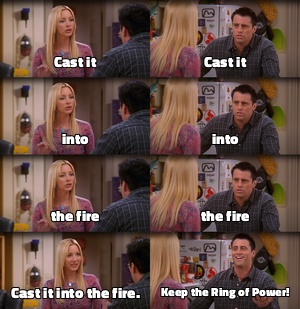 Cast it
Cast it
into
into
the fire
the fire
Cast it into the fire.
Keep the Ring of Power!